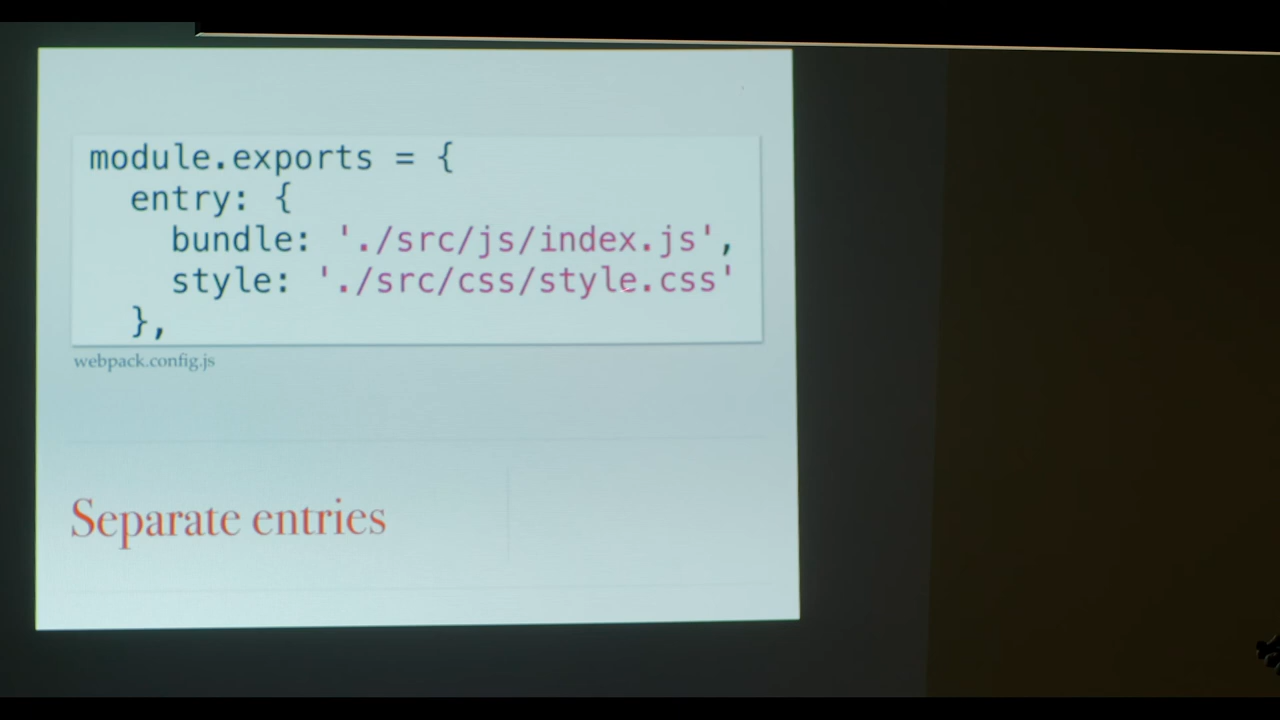 module.exports = {
  entry: {
    bundle: './src/js/index.js',
    style: './src/css/style.css'
  },
webpack.config.js
Separate entries